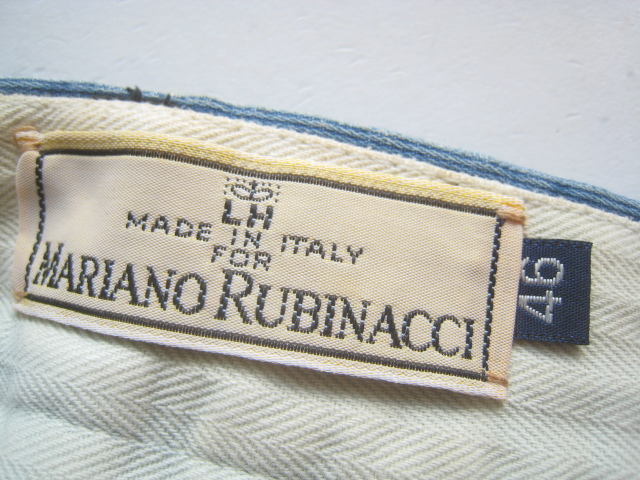 LH
MADE IN ITALY
FOR
MARIANO RUBINACCI
46